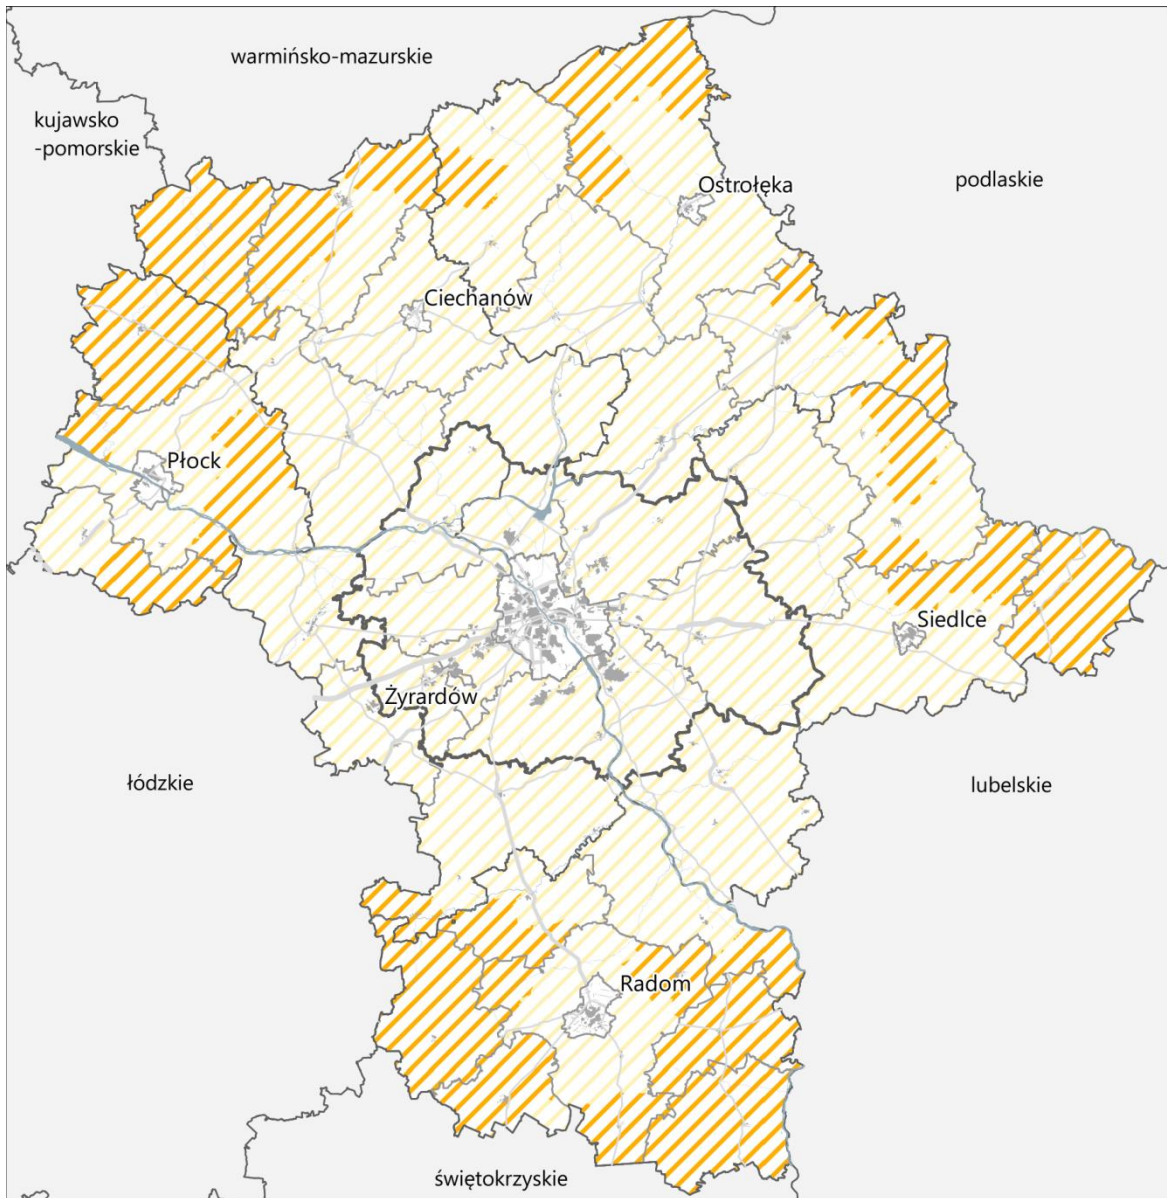 warmińsko-mazurskie
kujawsko
-pomorskie
podlaskie
Ostrołęka
Ciechanów
Płock
Siedlce
Żyrardów
łódzkie
lubelskie
Radom
świętokrzyskie